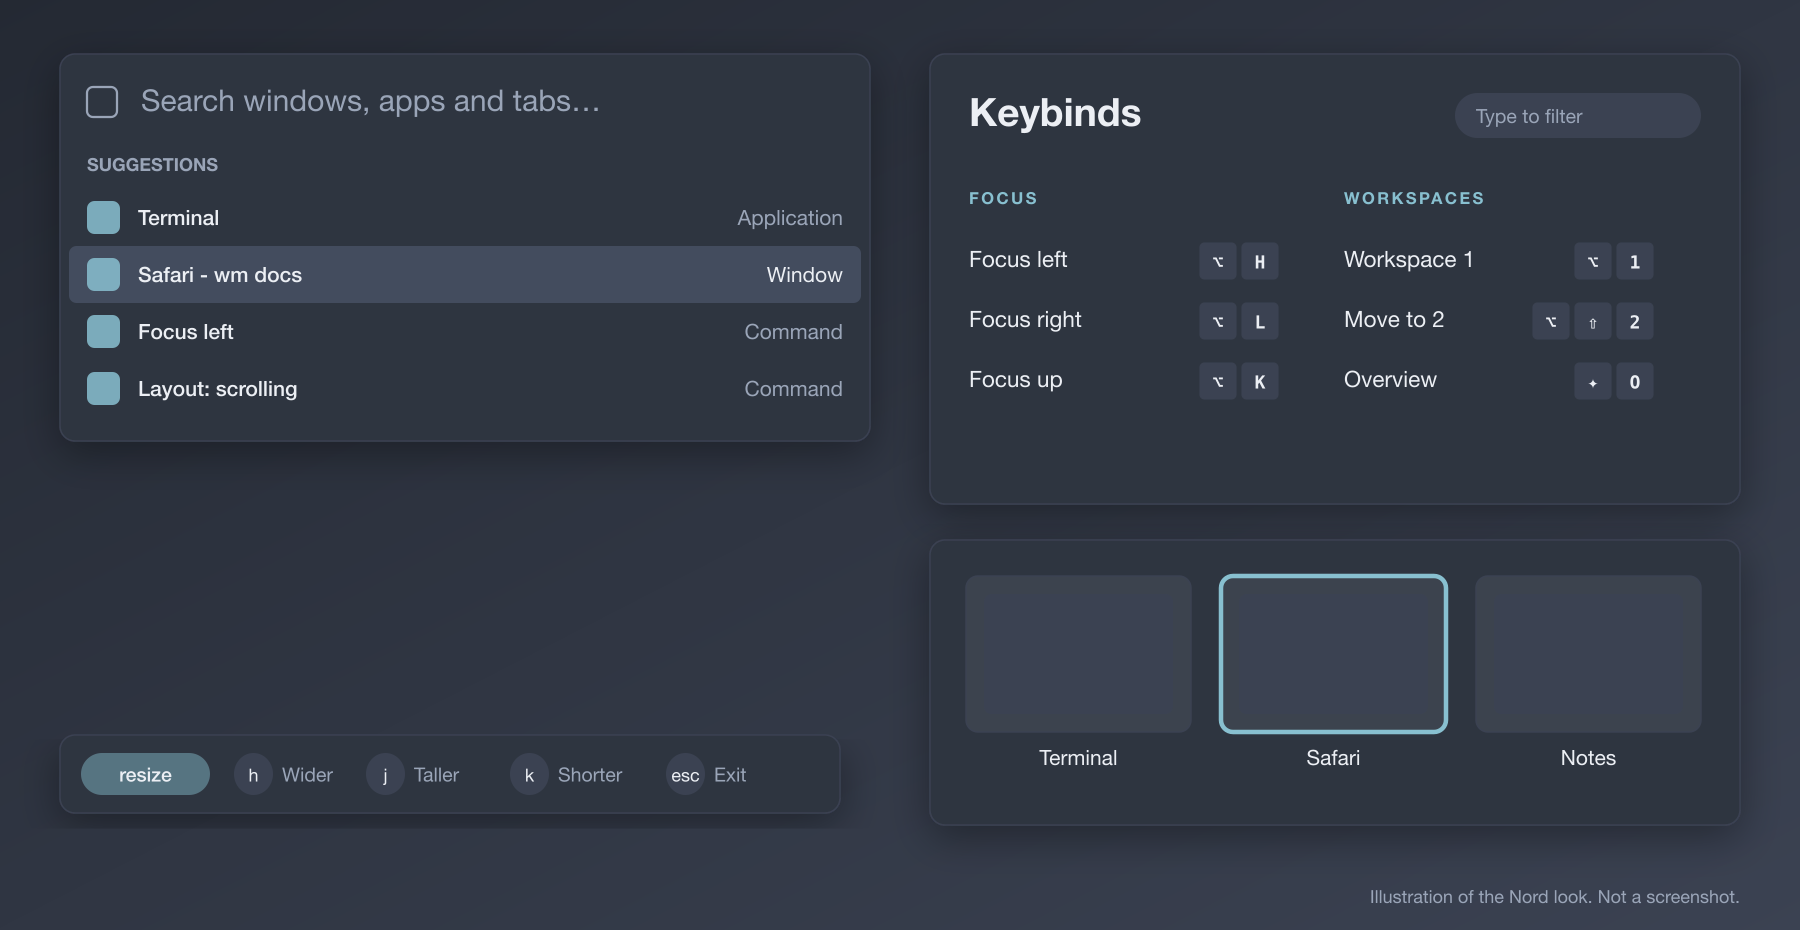 Search windows, apps and tabs…
SUGGESTIONS
Terminal Application
Safari - wm docs Window
Focus left Command
Layout: scrolling Command
resize h Wider j Taller k Shorter esc Exit
Keybinds Type to filter
FOCUS
Focus left ⌥ H
Focus right ⌥ L
Focus up ⌥ K
WORKSPACES
Workspace 1 ⌥ 1
Move to 2 ⌥ ⇧ 2
Overview ✦ O
Terminal Safari Notes
Illustration of the Nord look. Not a screenshot.